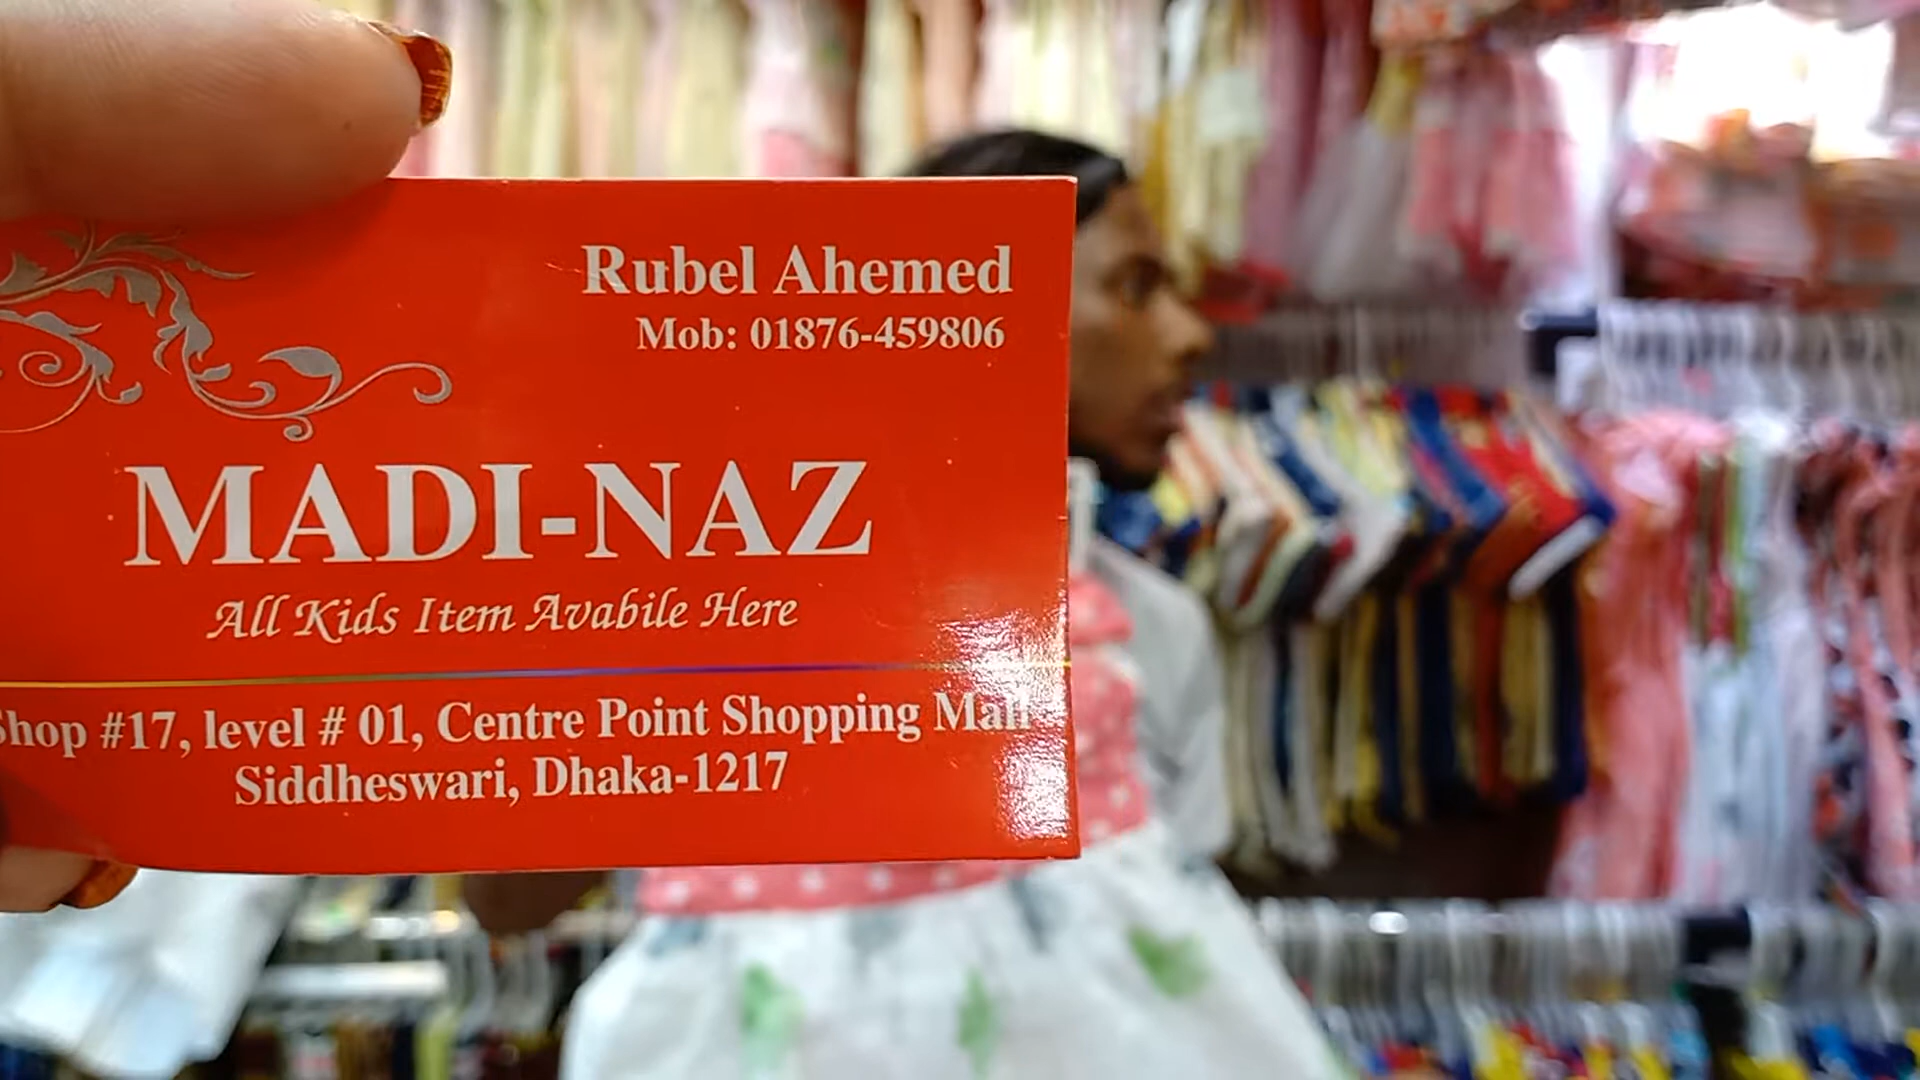 Rubel Ahemed
Mob: 01876-459806
MADI-NAZ
All Kids Item Avabile Here
Shop #17, level # 01, Centre Point Shopping Mall
Siddheswari, Dhaka-1217